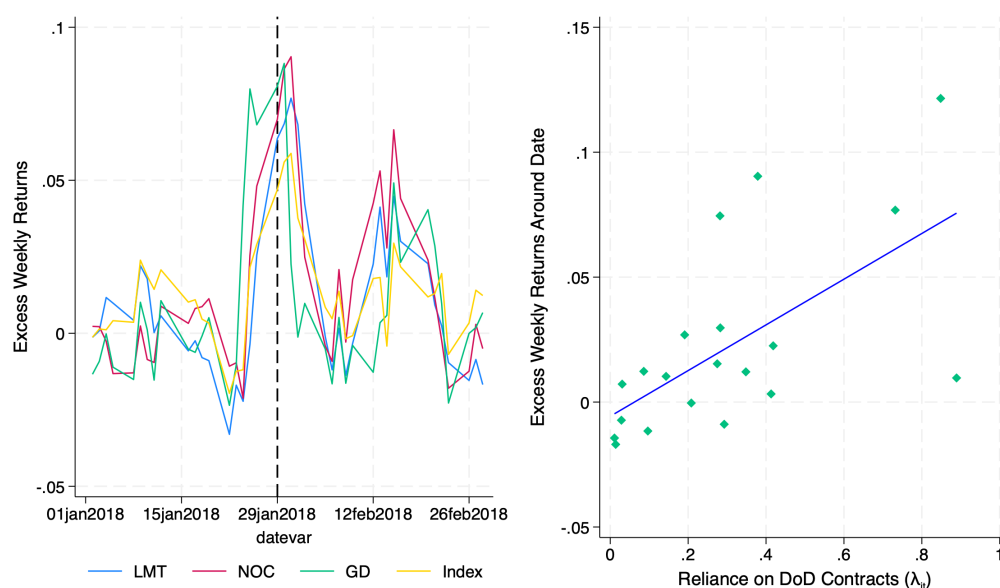 .1
.05
0
-.05
Excess Weekly Returns
01jan2018 15jan2018 29jan2018 12feb2018 26feb2018
datevar
LMT NOC GD Index
.15
.1
.05
0
-.05
Excess Weekly Returns Around Date
0 .2 .4 .6 .8 1
Reliance on DoD Contracts (λit)